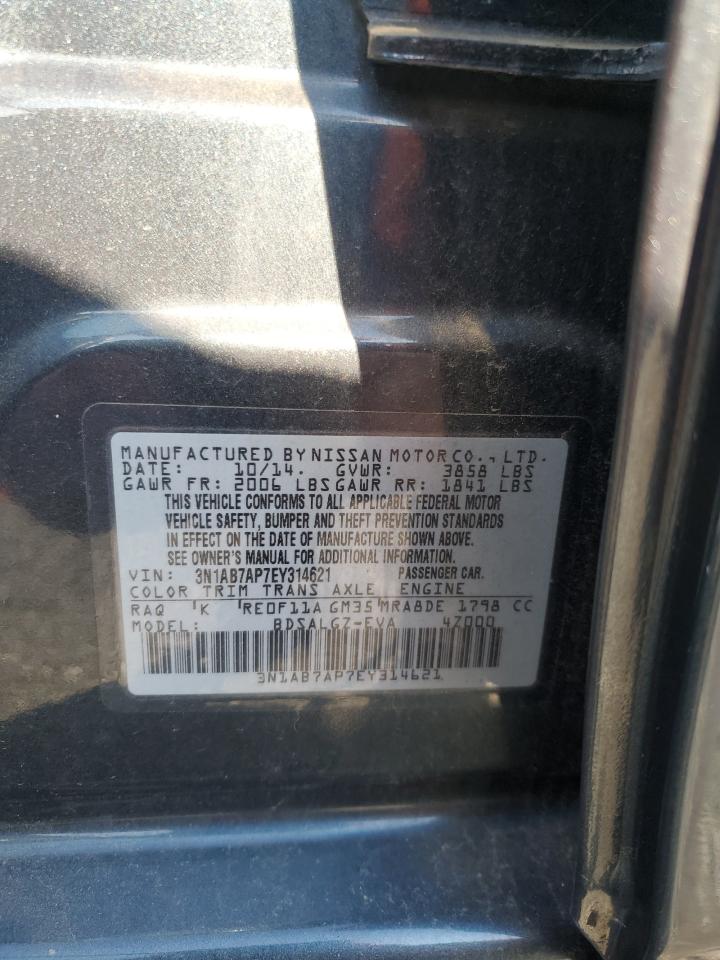 MANUFACTURED BY NISSAN MOTOR CO., LTD.
DATE: 10/14. GVWR: 3858 LBS
GAWR FR: 2006 LBS GAWR RR: 1841 LBS
THIS VEHICLE CONFORMS TO ALL APPLICABLE FEDERAL MOTOR
VEHICLE SAFETY, BUMPER AND THEFT PREVENTION STANDARDS
IN EFFECT ON THE DATE OF MANUFACTURE SHOWN ABOVE.
SEE OWNER'S MANUAL FOR ADDITIONAL INFORMATION.
VIN: 3N1AB7AP7EY314621 PASSENGER CAR.
COLOR TRIM TRANS AXLE ENGINE
RAQ 'K 'RE0F11A GM35 MRA8DE 1798 CC
MODEL: BDSALGZ-EVA 4Z000
3N1AB7AP7EY314621